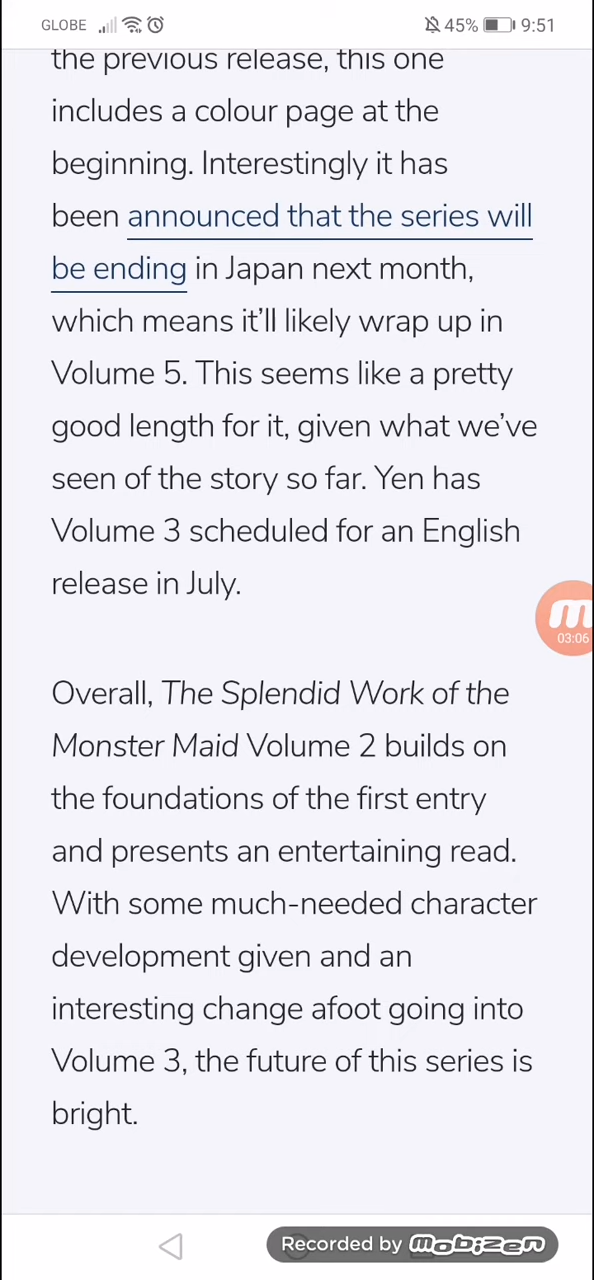 GLOBE 45% 9:51
the previous release, this one
includes a colour page at the
beginning. Interestingly it has
been announced that the series will
be ending in Japan next month,
which means it’ll likely wrap up in
Volume 5. This seems like a pretty
good length for it, given what we’ve
seen of the story so far. Yen has
Volume 3 scheduled for an English
release in July.
03:06
Overall, The Splendid Work of the
Monster Maid Volume 2 builds on
the foundations of the first entry
and presents an entertaining read.
With some much-needed character
development given and an
interesting change afoot going into
Volume 3, the future of this series is
bright.
Recorded by mobizen